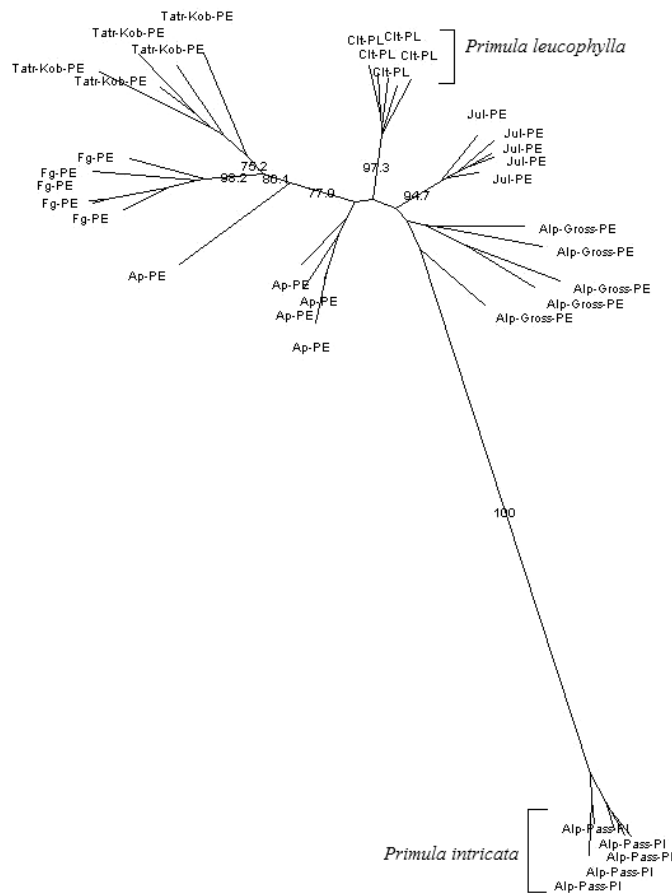 Tatr-Kob-PE
Tatr-Kob-PE
Tatr-Kob-PE
Tatr-Kob-PE
Tatr-Kob-PE
Clt-PL
Clt-PL
Clt-PL
Clt-PL
Clt-PL
Primula leucophylla
Jul-PE
Jul-PE
Jul-PE
Jul-PE
Jul-PE
Fg-PE
Fg-PE
Fg-PE
Fg-PE
Fg-PE
75.2
98.2
77.9
97.3
94.7
Alp-Gross-PE
Alp-Gross-PE
Alp-Gross-PE
Alp-Gross-PE
Alp-Gross-PE
Ap-PE
Ap-PE
Ap-PE
Ap-PE
Ap-PE
100
Alp-Pass-PI
Alp-Pass-PI
Alp-Pass-PI
Alp-Pass-PI
Alp-Pass-PI
Primula intricata